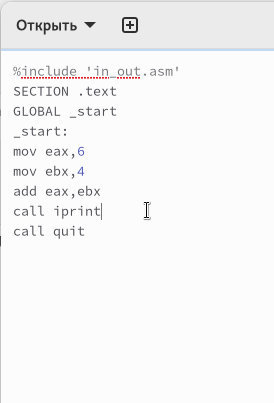 Открыть
%include 'in_out.asm'
SECTION .text
GLOBAL _start
_start:
mov eax,6
mov ebx,4
add eax,ebx
call iprint
call quit